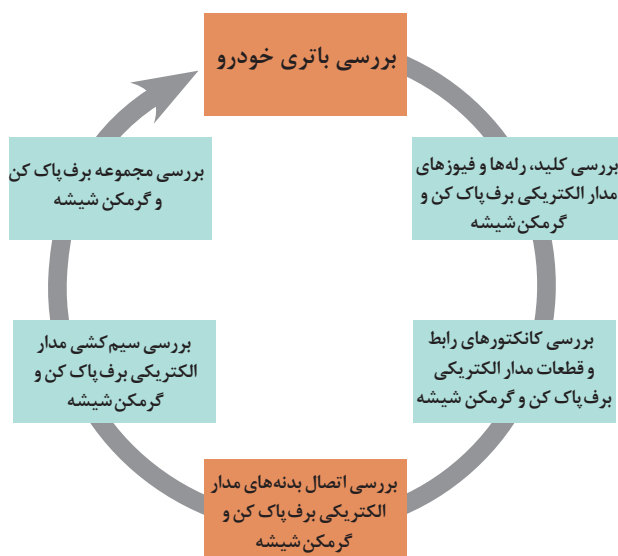 بررسی باتری خودرو
بررسی کلید، رله‌ها و فیوزهای
مدار الکتریکی برف‌پاک کن و
گرمکن شیشه
بررسی کانکتورهای رابط
و قطعات مدار الکتریکی
برف‌پاک کن و گرمکن شیشه
بررسی اتصال بدنه‌های مدار
الکتریکی برف‌پاک کن و
گرمکن شیشه
بررسی سیم‌کشی مدار
الکتریکی برف‌پاک کن و
گرمکن شیشه
بررسی مجموعه برف‌پاک کن
و گرمکن شیشه